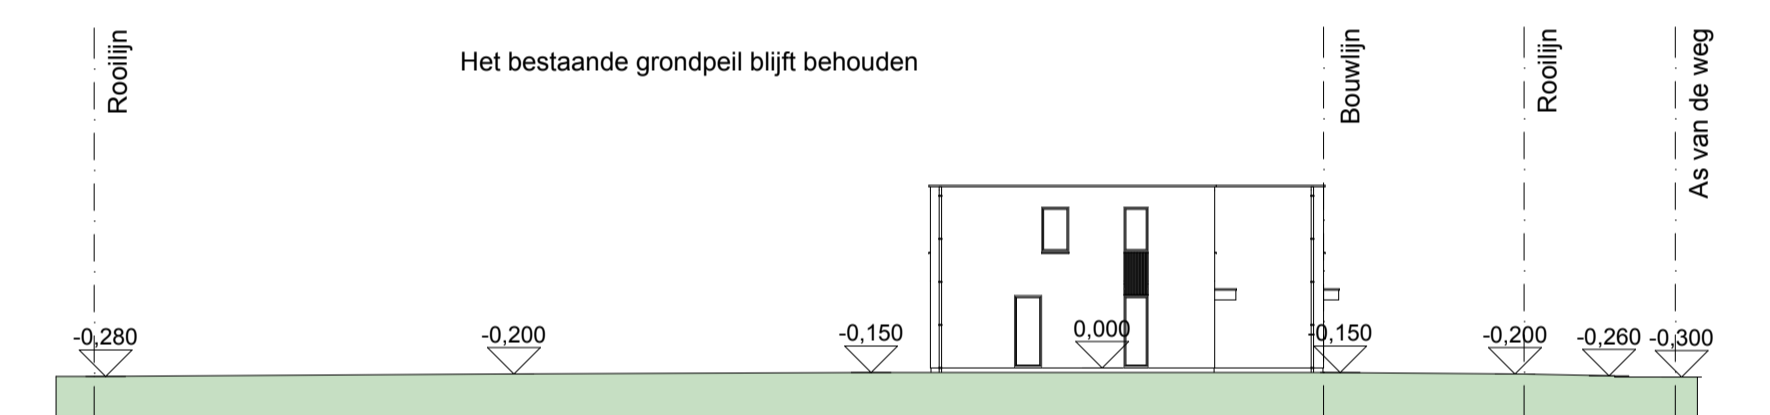 Rooilijn
Het bestaande grondpeil blijft behouden
Bouwlijn
Rooilijn
As van de weg
-0,280
-0,200
-0,150
0,000
-0,150
-0,200
-0,260
-0,300